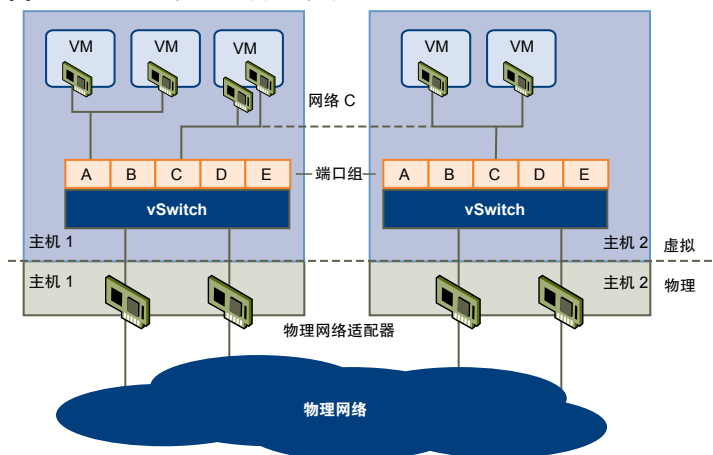 VM VM VM VM VM
网络 C
A B C D E 端口组 A B C D E
vSwitch vSwitch
主机 1 主机 2 虚拟
主机 1 主机 2 物理
物理网络适配器
物理网络